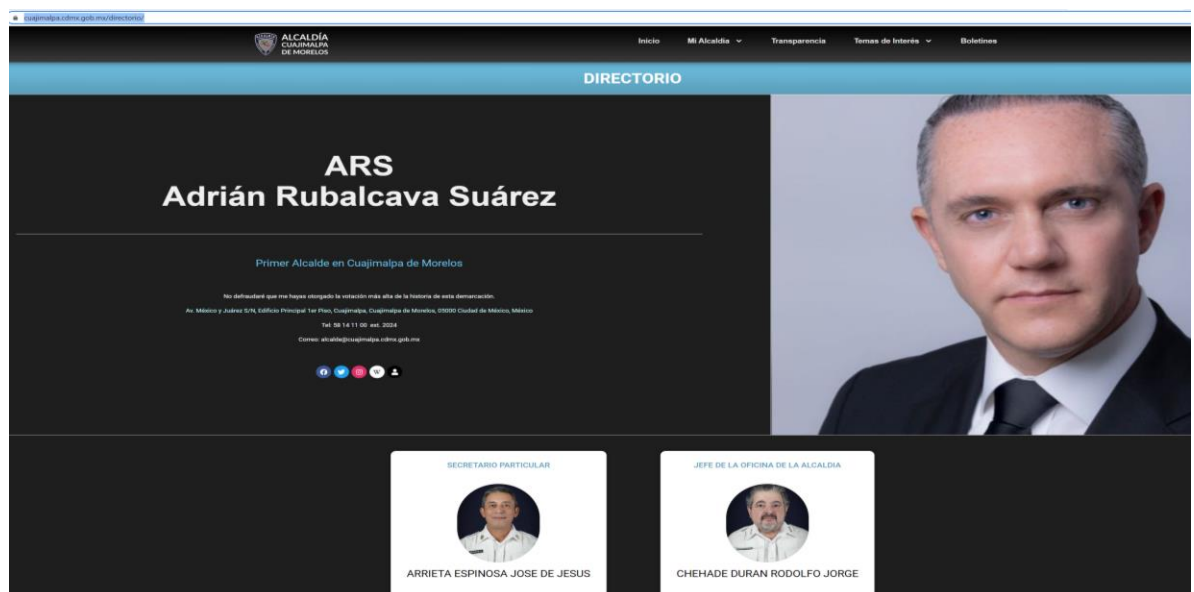 cuajimalpa.cdmx.gob.mx/directorio/
ALCALDÍA
CUAJIMALPA
DE MORELOS
Inicio Mi Alcaldía Transparencia Temas de Interés Boletines
DIRECTORIO
ARS
Adrián Rubalcava Suárez
Primer Alcalde en Cuajimalpa de Morelos
No defraudaré que me hayas otorgado la votación más alta de la historia de esta demarcación.
Av. México y Juárez S/N, Edificio Principal 1er Piso, Cuajimalpa, Cuajimalpa de Morelos, 05000 Ciudad de México, México
Tel: 58 14 11 00 ext. 2024
Correo: alcalde@cuajimalpa.cdmx.gob.mx
W
SECRETARIO PARTICULAR
JEFE DE LA OFICINA DE LA ALCALDIA
ARRIETA ESPINOSA JOSE DE JESUS
CHEHADE DURAN RODOLFO JORGE